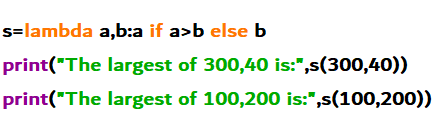 s=lambda a,b:a if a>b else b
print("The largest of 300,40 is:",s(300,40))
print("The largest of 100,200 is:",s(100,200))